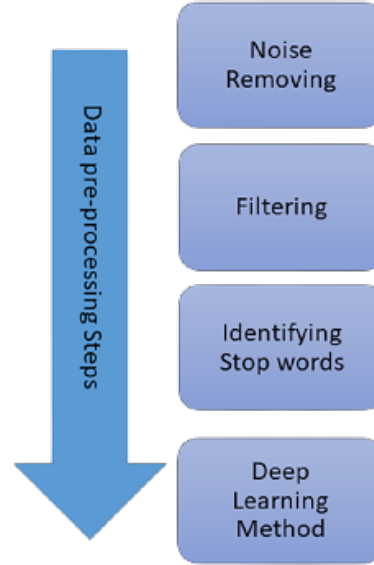 Data pre-processing Steps
Noise
Removing
Filtering
Identifying
Stop words
Deep
Learning
Method